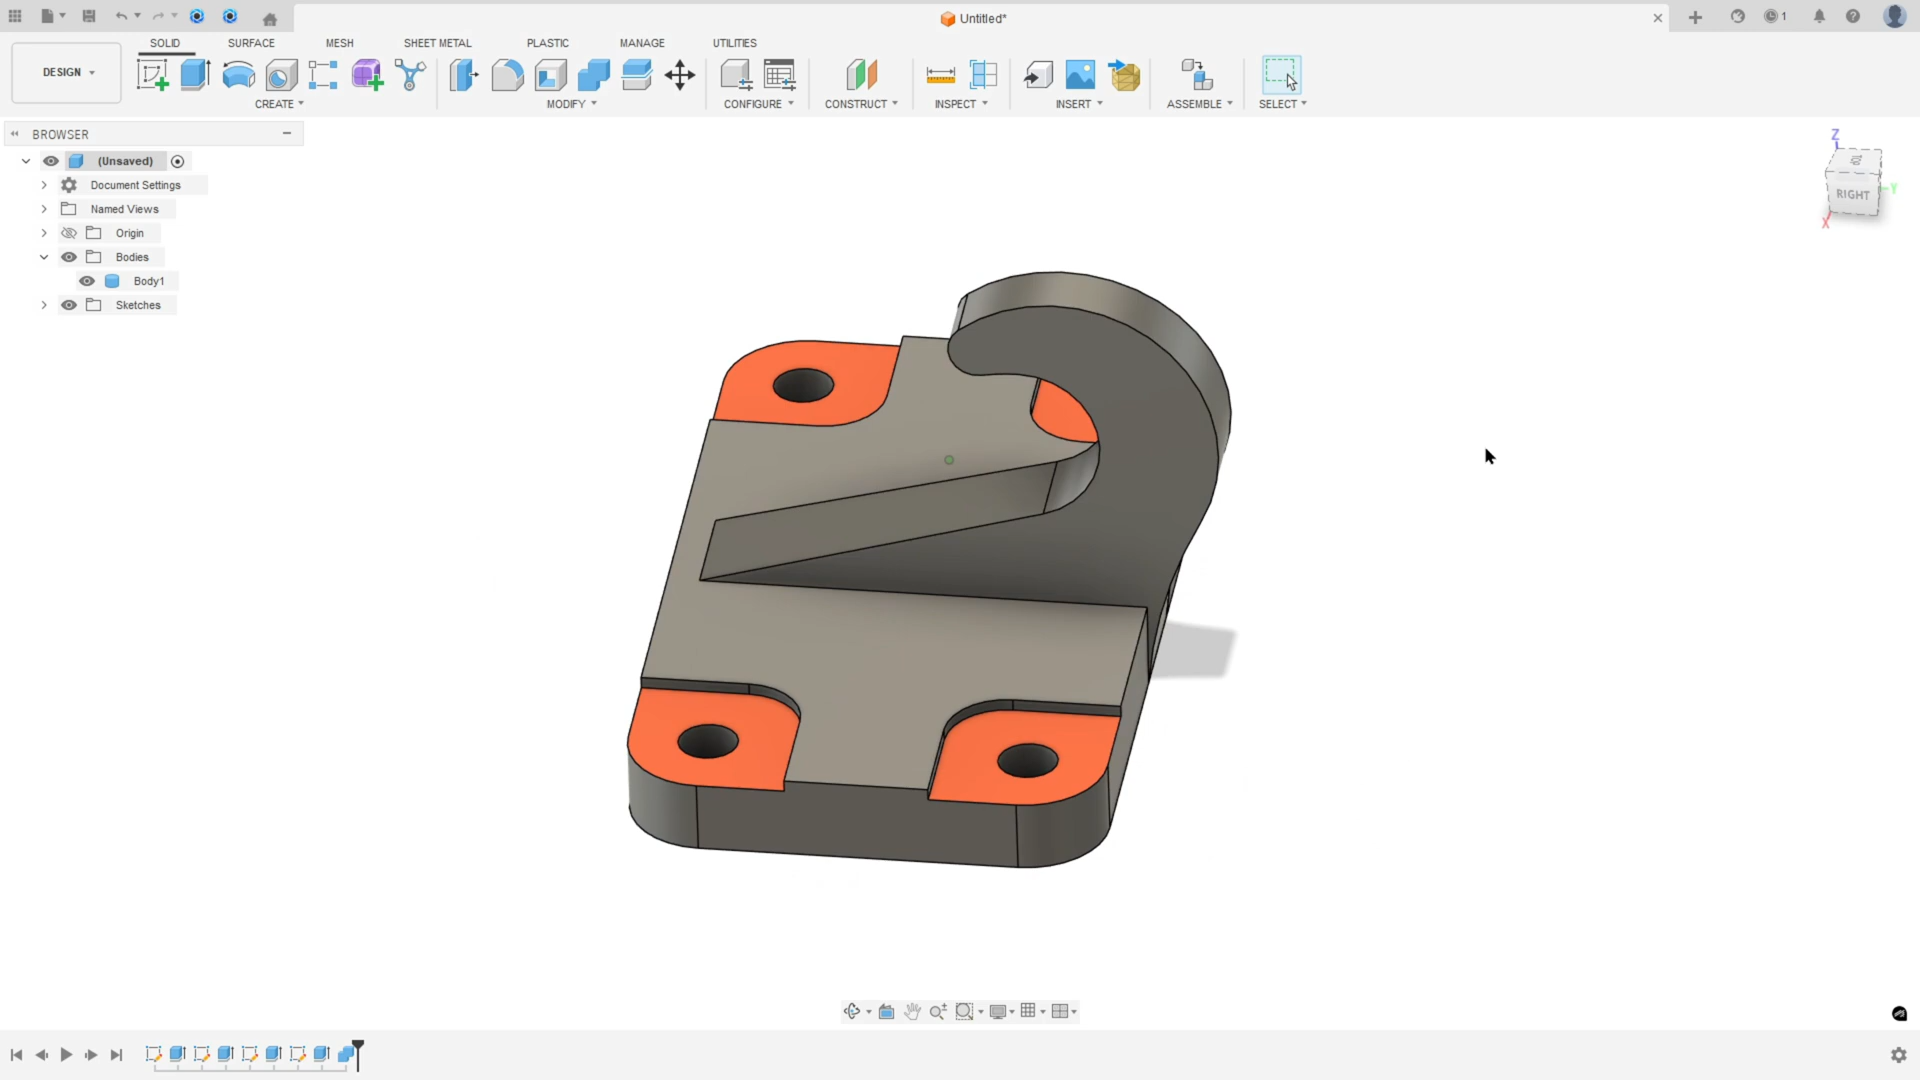 Untitled*
1
SOLID SURFACE MESH SHEET METAL PLASTIC MANAGE UTILITIES
DESIGN
CREATE MODIFY CONFIGURE CONSTRUCT INSPECT INSERT ASSEMBLE SELECT
BROWSER
(Unsaved)
Document Settings
Named Views
Origin
Bodies
Body1
Sketches
Z
RIGHT
Y
X